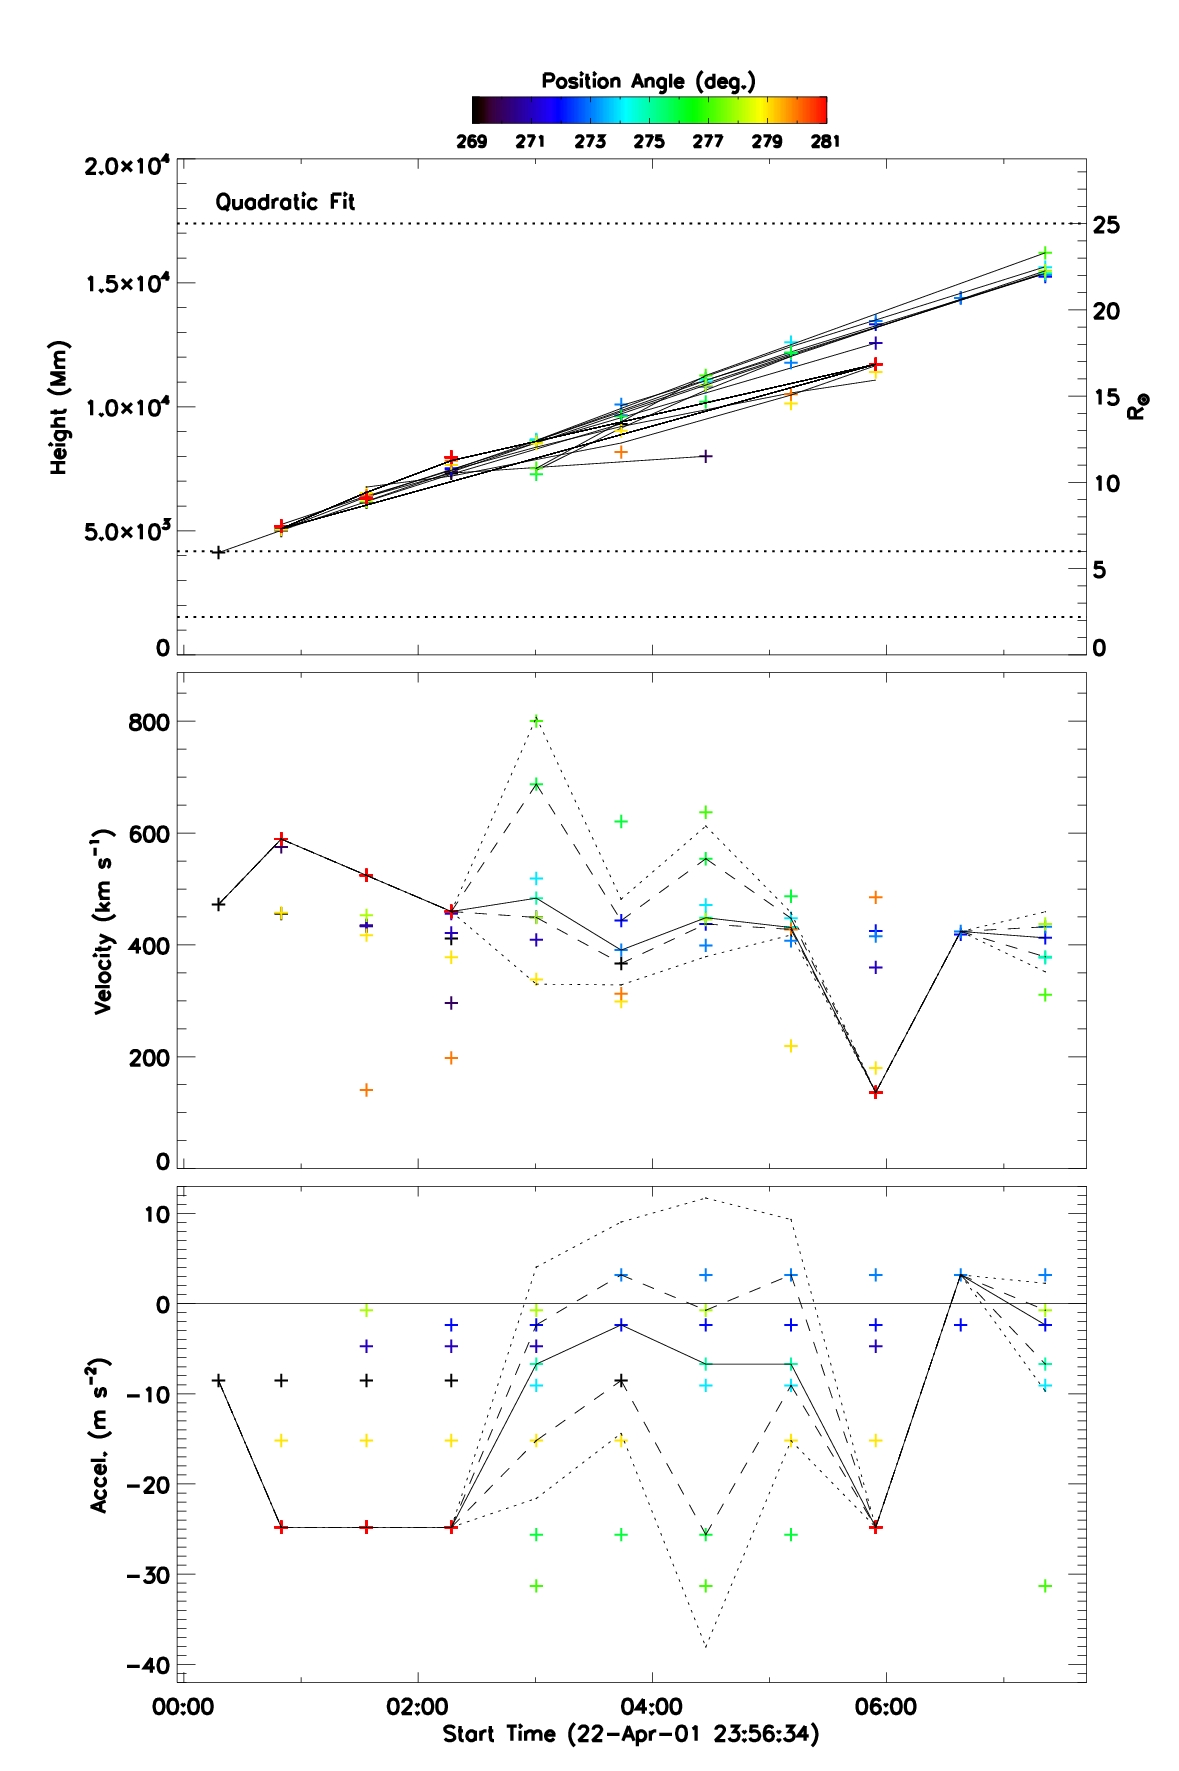 Position Angle (deg.)
269 271 273 275 277 279 281
Quadratic Fit
2.0×10⁴
1.5×10⁴
1.0×10⁴
5.0×10³
0
Height (Mm)
25
20
15
10
5
0
R☉
800
600
400
200
0
Velocity (km s⁻¹)
10
0
−10
−20
−30
−40
Accel. (m s⁻²)
00:00 02:00 04:00 06:00
Start Time (22−Apr−01 23:56:34)